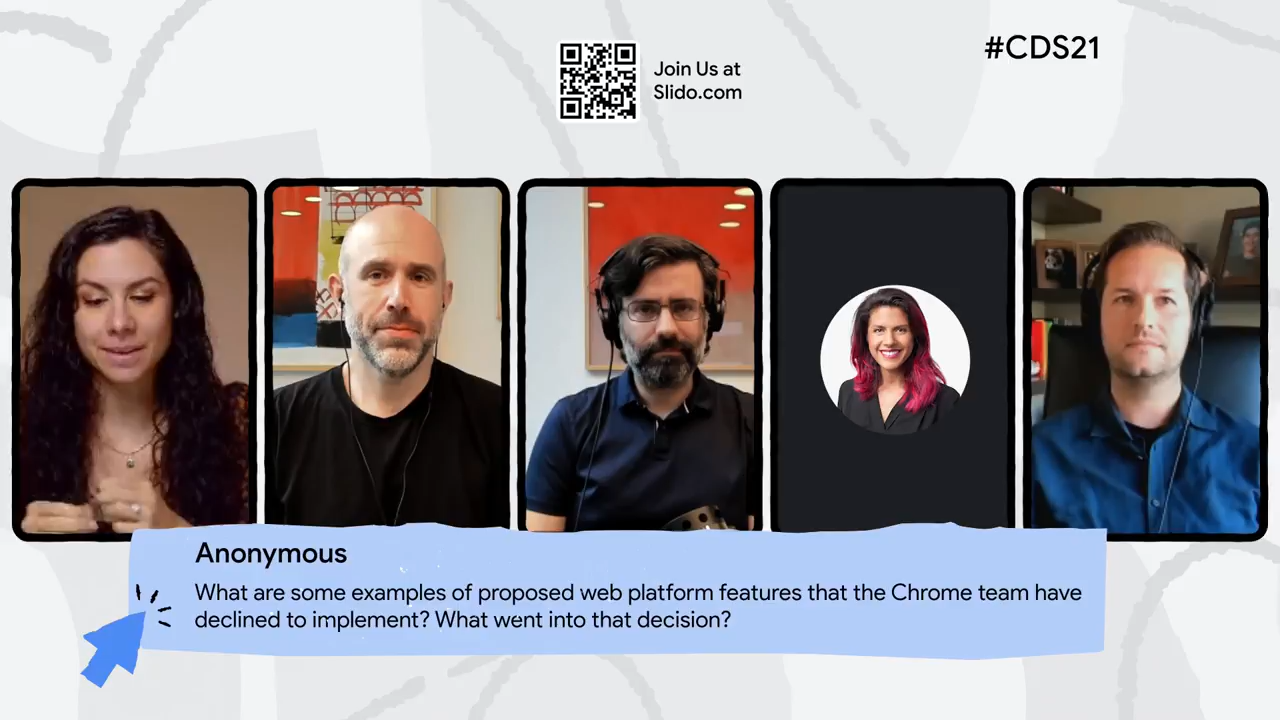 #CDS21
Join Us at
Slido.com
Anonymous
What are some examples of proposed web platform features that the Chrome team have
declined to implement? What went into that decision?